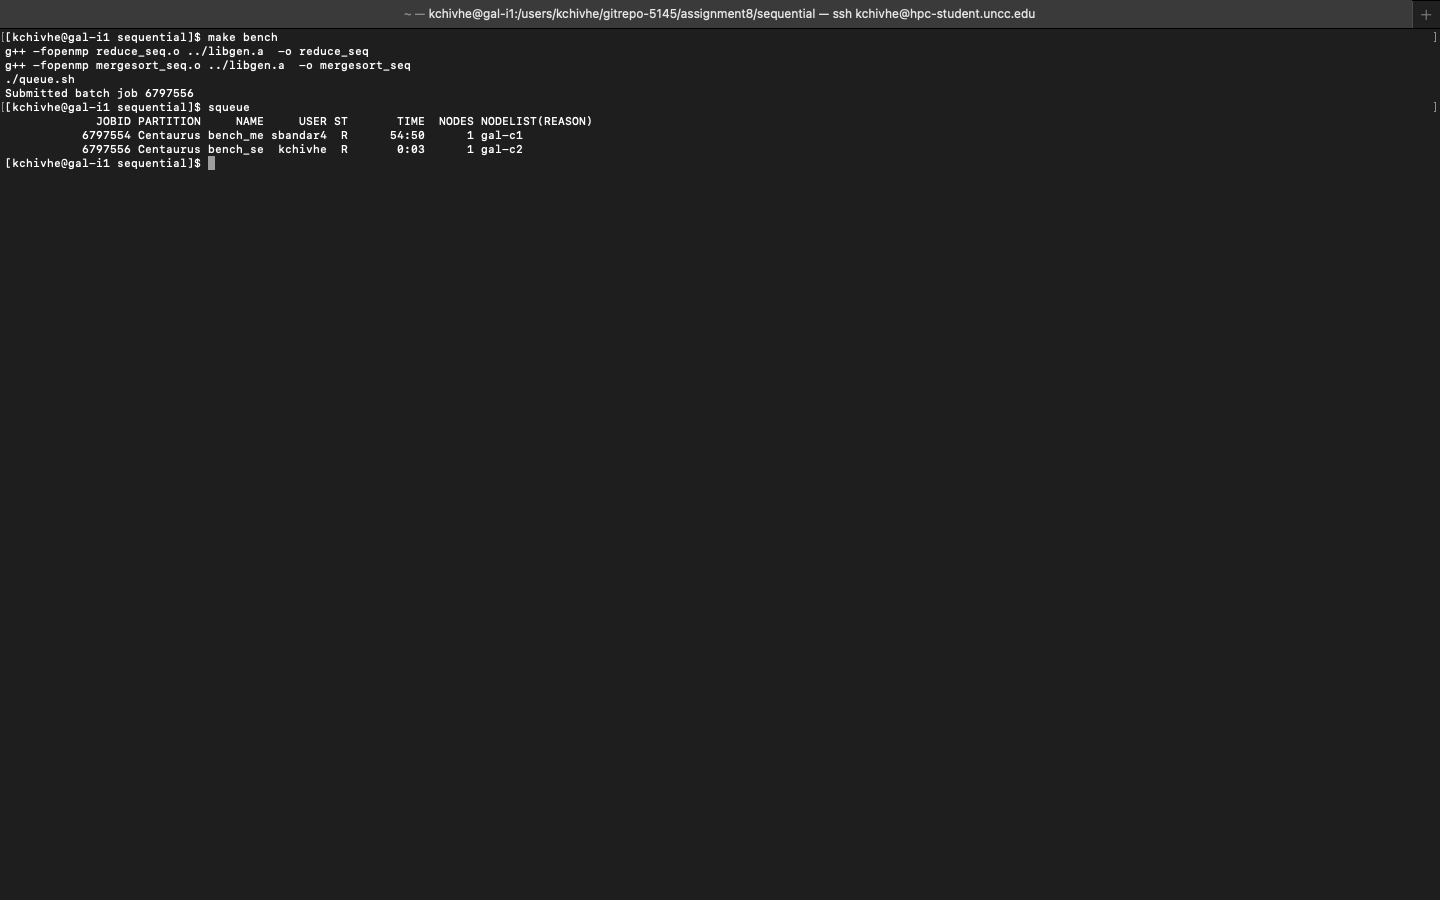 ~ — kchivhe@gal-i1:/users/kchivhe/gitrepo-5145/assignment8/sequential — ssh kchivhe@hpc-student.uncc.edu +
[[kchivhe@gal-i1 sequential]$ make bench ]
g++ -fopenmp reduce_seq.o ../libgen.a  -o reduce_seq
g++ -fopenmp mergesort_seq.o ../libgen.a  -o mergesort_seq
./queue.sh
Submitted batch job 6797556
[[kchivhe@gal-i1 sequential]$ squeue ]
             JOBID PARTITION     NAME     USER ST       TIME  NODES NODELIST(REASON)
           6797554 Centaurus bench_me sbandar4  R      54:50      1 gal-c1
           6797556 Centaurus bench_se  kchivhe  R       0:03      1 gal-c2
[kchivhe@gal-i1 sequential]$